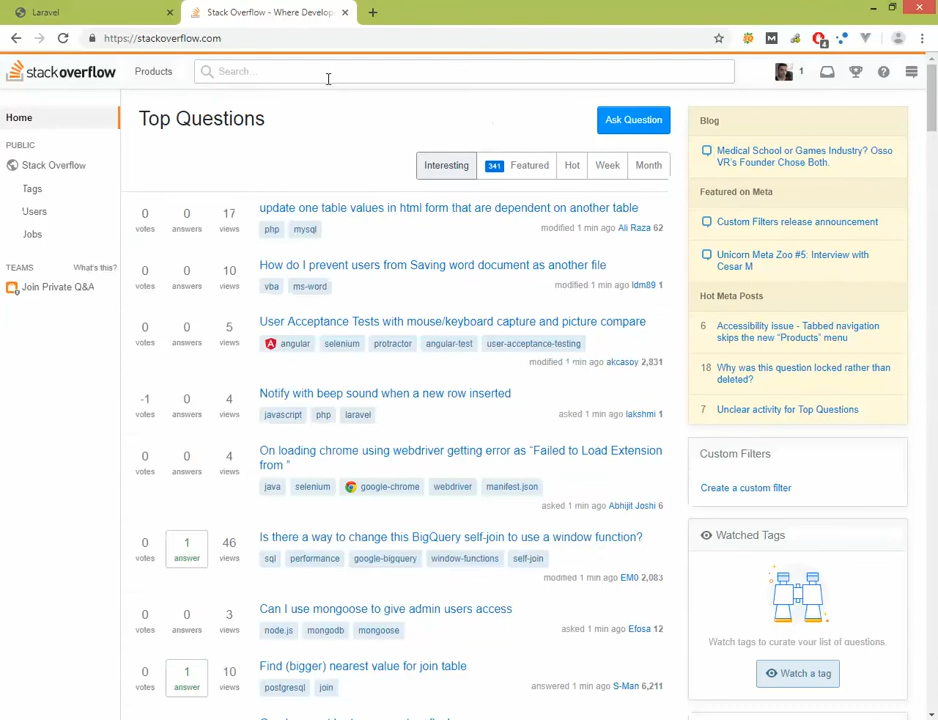 Laravel
Stack Overflow - Where Develop
https://stackoverflow.com
4
stackoverflow
Products
Search...
1
Home
PUBLIC
Stack Overflow
Tags
Users
Jobs
TEAMS What's this?
Join Private Q&A
Top Questions
Ask Question
Interesting 341 Featured Hot Week Month
0 0 17 update one table values in html form that are dependent on another table
votes answers views php mysql modified 1 min ago Ali Raza 62
0 0 10 How do I prevent users from Saving word document as another file
votes answers views vba ms-word modified 1 min ago ldm89 1
0 0 5 User Acceptance Tests with mouse/keyboard capture and picture compare
votes answers views angular selenium protractor angular-test user-acceptance-testing
modified 1 min ago akcasoy 2,831
-1 0 4 Notify with beep sound when a new row inserted
votes answers views javascript php laravel asked 1 min ago lakshmi 1
0 0 4 On loading chrome using webdriver getting error as “Failed to Load Extension
votes answers views from ”
java selenium google-chrome webdriver manifest.json
asked 1 min ago Abhijit Joshi 6
0 1 46 Is there a way to change this BigQuery self-join to use a window function?
votes answer views sql performance google-bigquery window-functions self-join
modified 1 min ago EM0 2,083
0 0 3 Can I use mongoose to give admin users access
votes answers views node.js mongodb mongoose asked 1 min ago Efosa 12
0 1 10 Find (bigger) nearest value for join table
votes answer views postgresql join answered 1 min ago S-Man 6,211
Blog
Medical School or Games Industry? Osso
VR's Founder Chose Both.
Featured on Meta
Custom Filters release announcement
Unicorn Meta Zoo #5: Interview with
Cesar M
Hot Meta Posts
6 Accessibility issue - Tabbed navigation
skips the new “Products” menu
18 Why was this question locked rather than
deleted?
7 Unclear activity for Top Questions
Custom Filters
Create a custom filter
Watched Tags
Watch tags to curate your list of questions.
Watch a tag